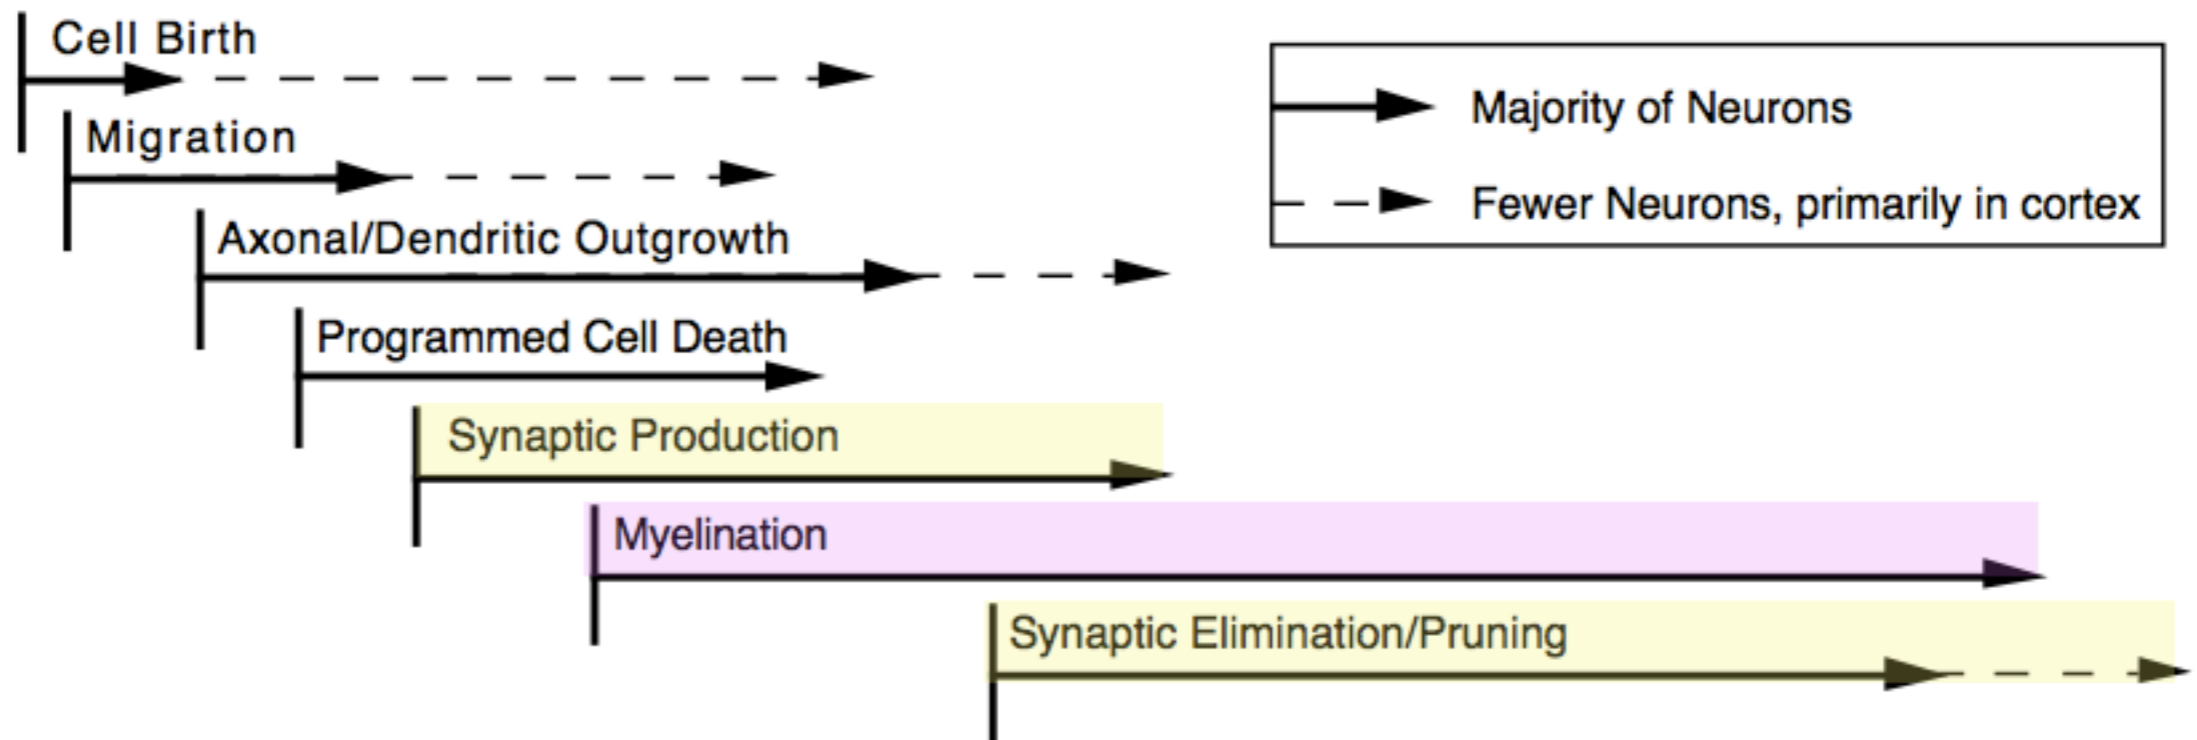 Cell Birth
Migration
Axonal/Dendritic Outgrowth
Programmed Cell Death
Synaptic Production
Myelination
Synaptic Elimination/Pruning
Majority of Neurons
Fewer Neurons, primarily in cortex